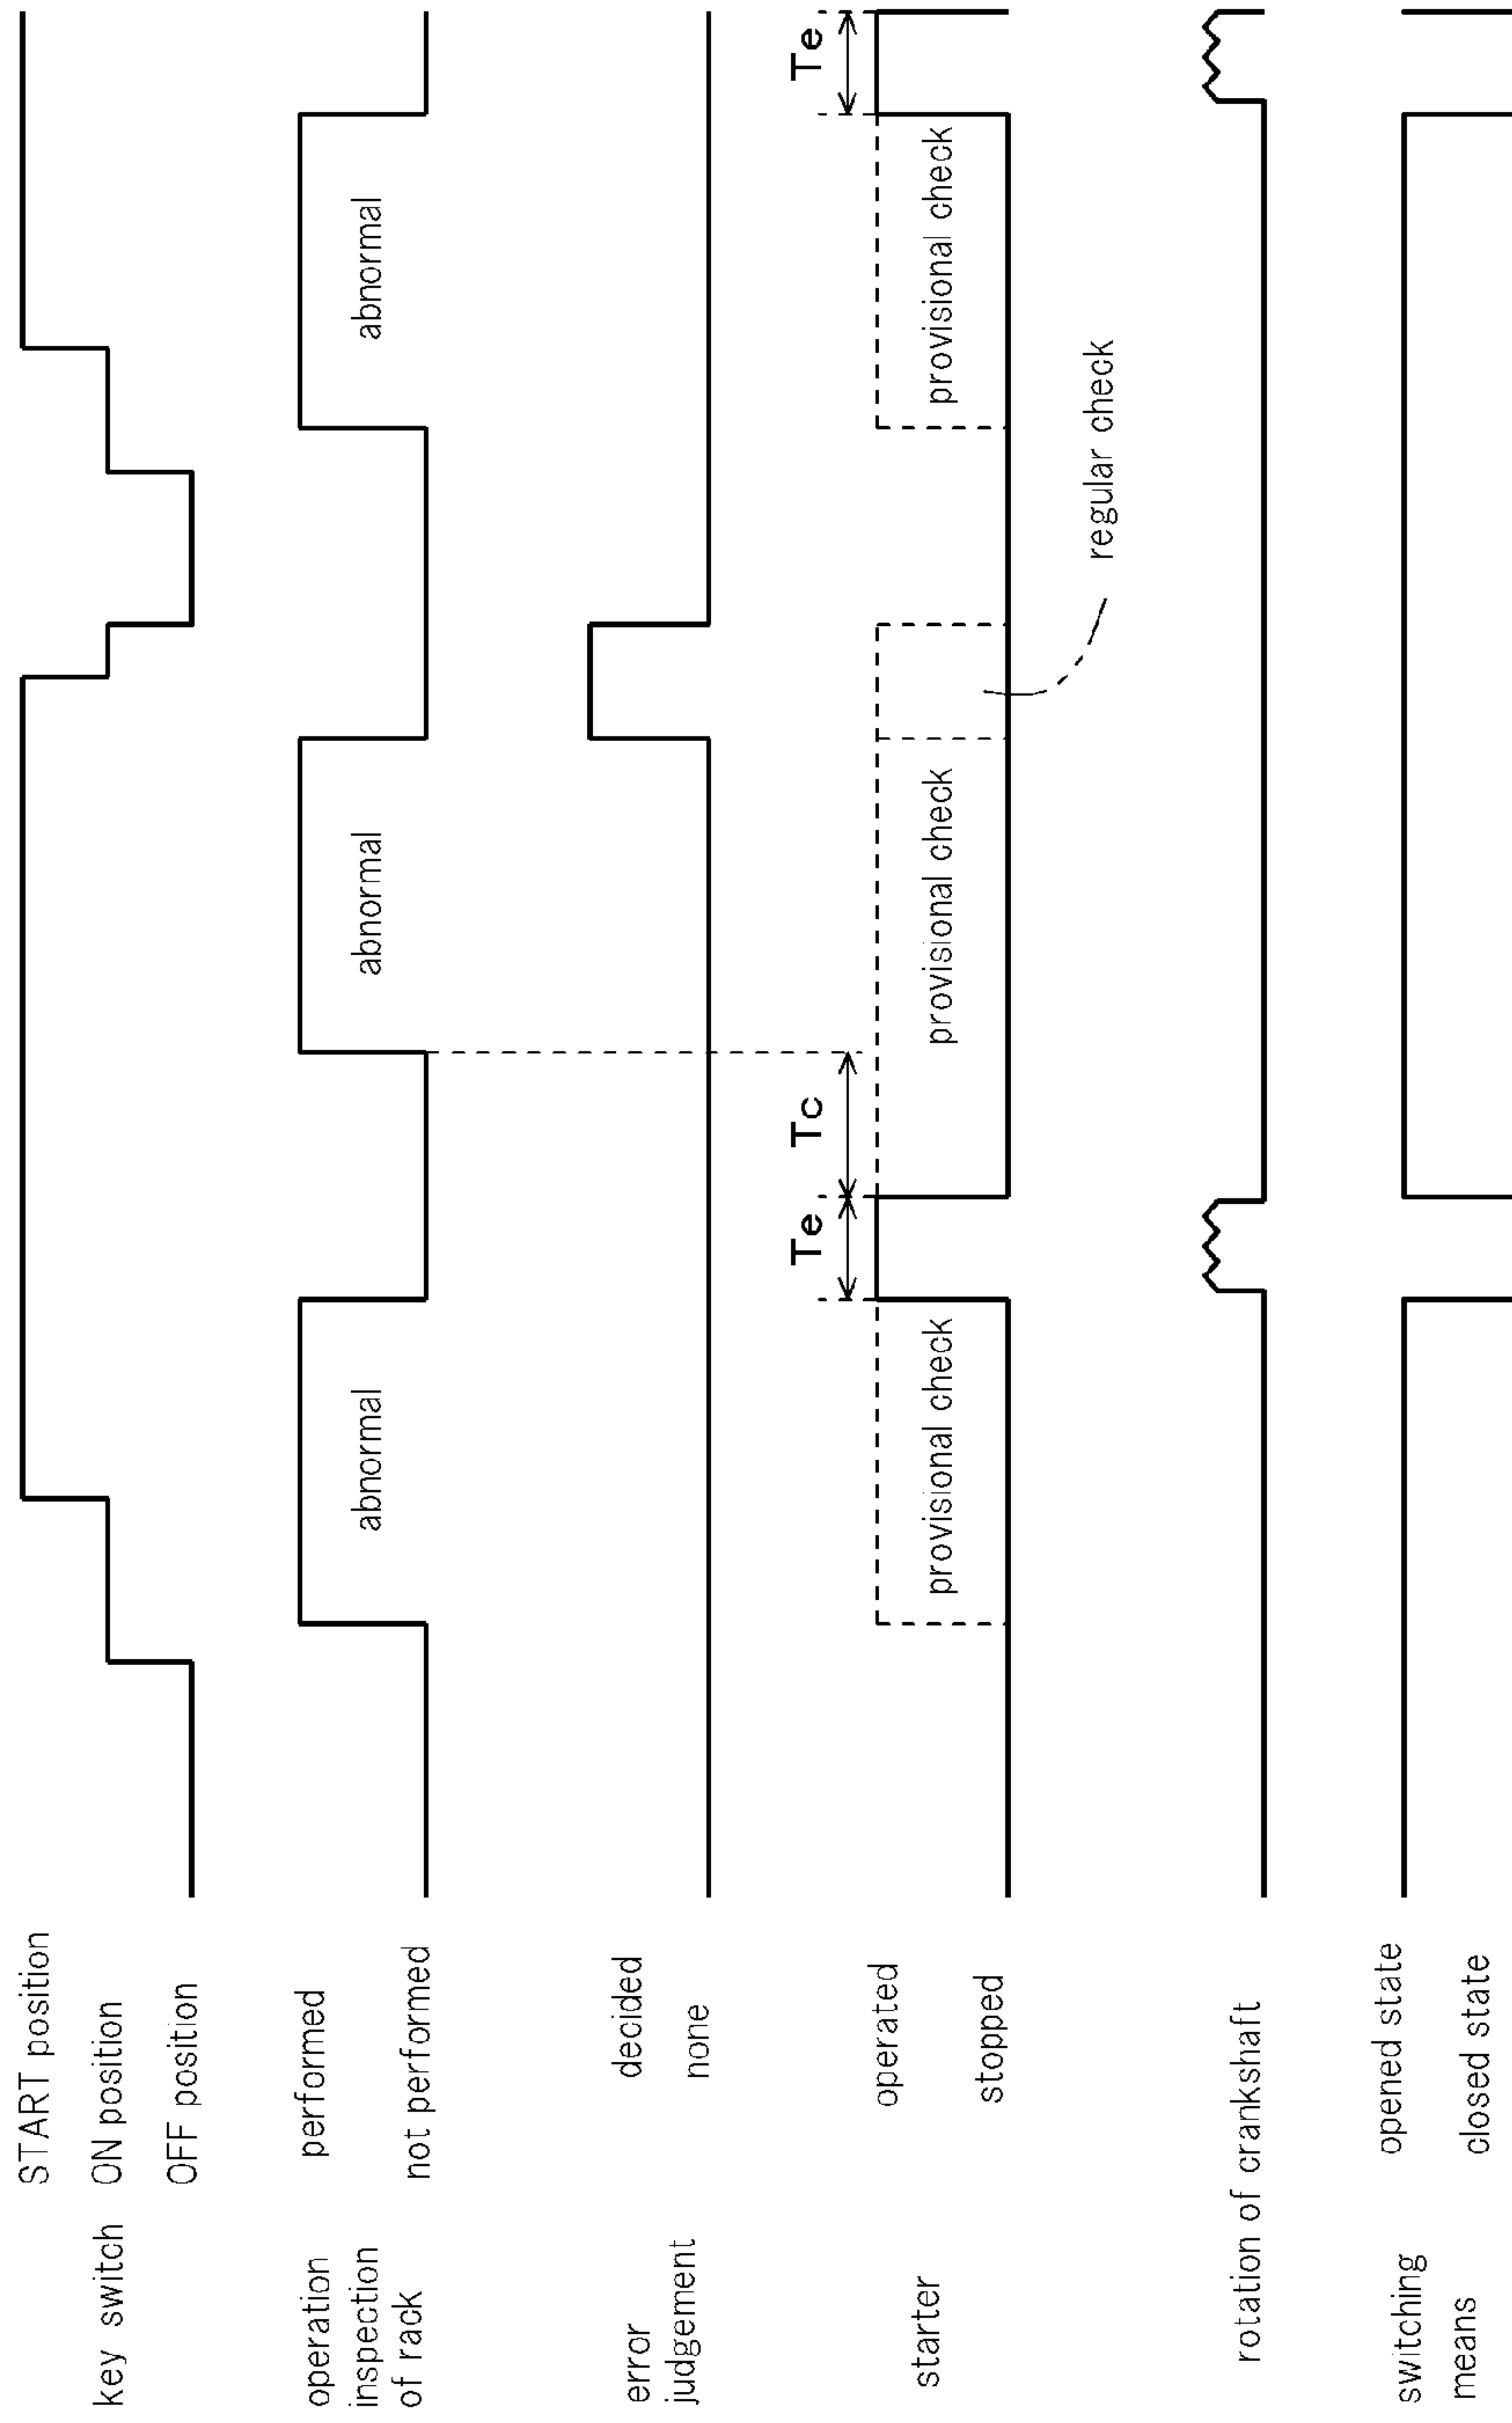 key switch
START position
ON position
OFF position
operation
inspection
of rack
performed
not performed
abnormal
abnormal
abnormal
error
judgement
decided
none
starter
operated
stopped
Te
Tc
Te
provisional check
provisional check
provisional check
regular check
rotation of crankshaft
switching
means
opened state
closed state